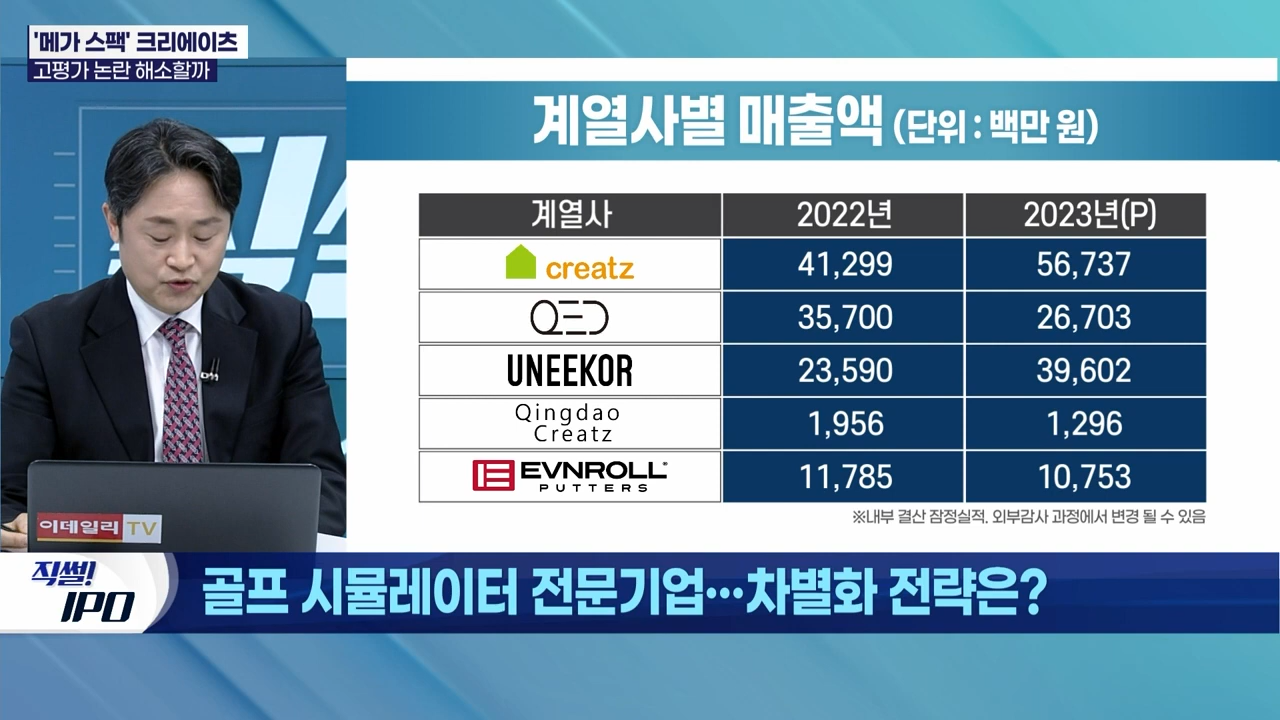 '메가 스팩' 크리에이츠
고평가 논란 해소할까
계열사별 매출액 (단위 : 백만 원)
계열사 2022년 2023년(P)
creatz 41,299 56,737
QED 35,700 26,703
UNEEKOR 23,590 39,602
Qingdao
Creatz 1,956 1,296
EVNROLL® 11,785 10,753
PUTTERS
※내부 결산 잠정실적. 외부감사 과정에서 변경 될 수 있음
이데일리 TV
직썰!
IPO
골프 시뮬레이터 전문기업…차별화 전략은?